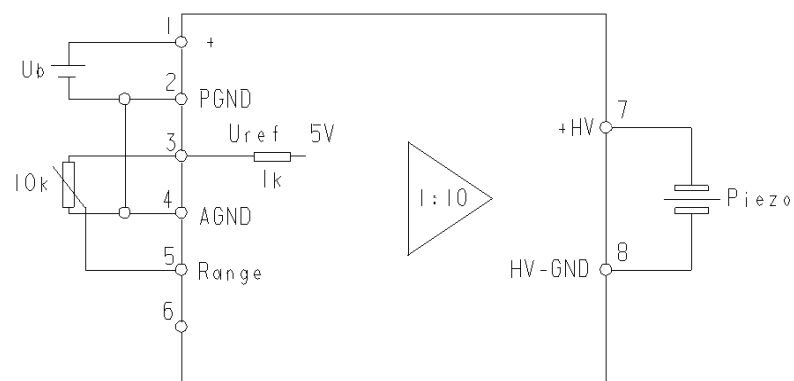 1
+
Ub
2
PGND
3
Uref 5V
1k
10k
4
AGND
5
Range
6
1:10
7
+HV
Piezo
8
HV-GND